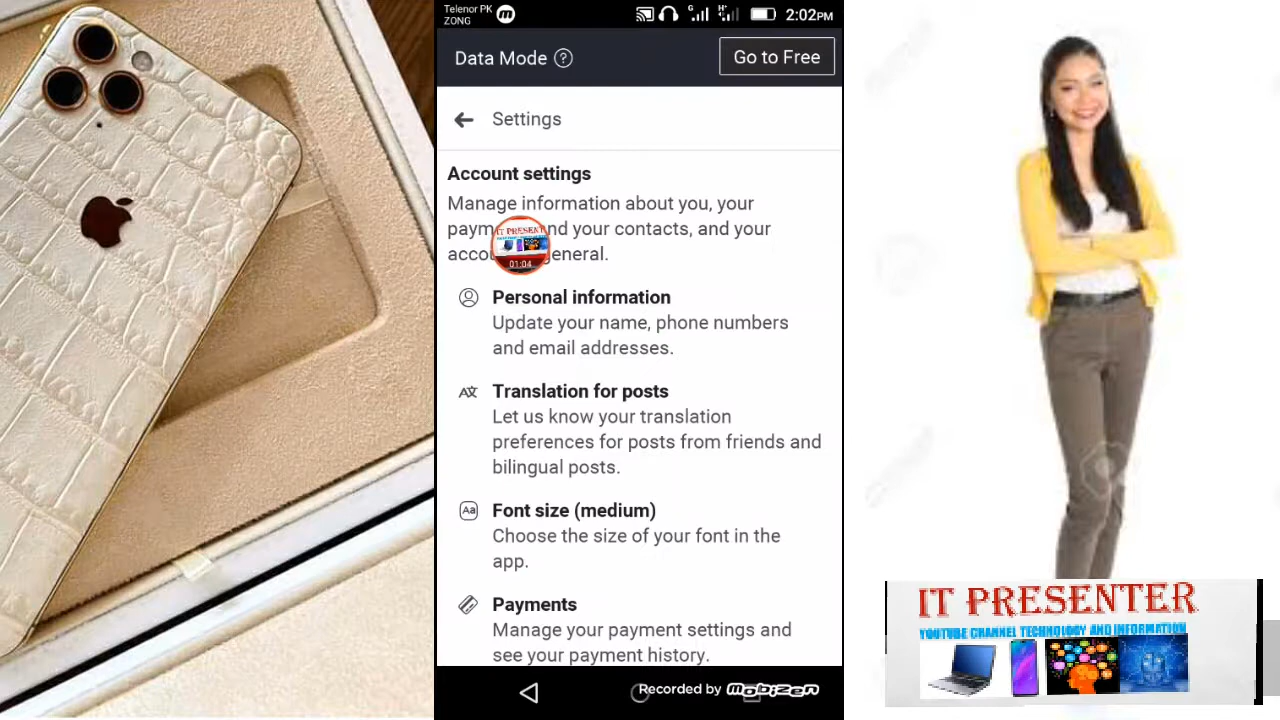 Telenor PK
ZONG
2:02PM
Data Mode ?
Go to Free
Settings
Account settings
Manage information about you, your
paym nd your contacts, and your
acco eneral.
IT PRESENT
01:04
Personal information
Update your name, phone numbers
and email addresses.
Translation for posts
Let us know your translation
preferences for posts from friends and
bilingual posts.
Font size (medium)
Choose the size of your font in the
app.
Payments
Manage your payment settings and
see your payment history.
Recorded by mobizen
IT PRESENTER
YOUTUBE CHANNEL TECHNOLOGY AND INFORMATION